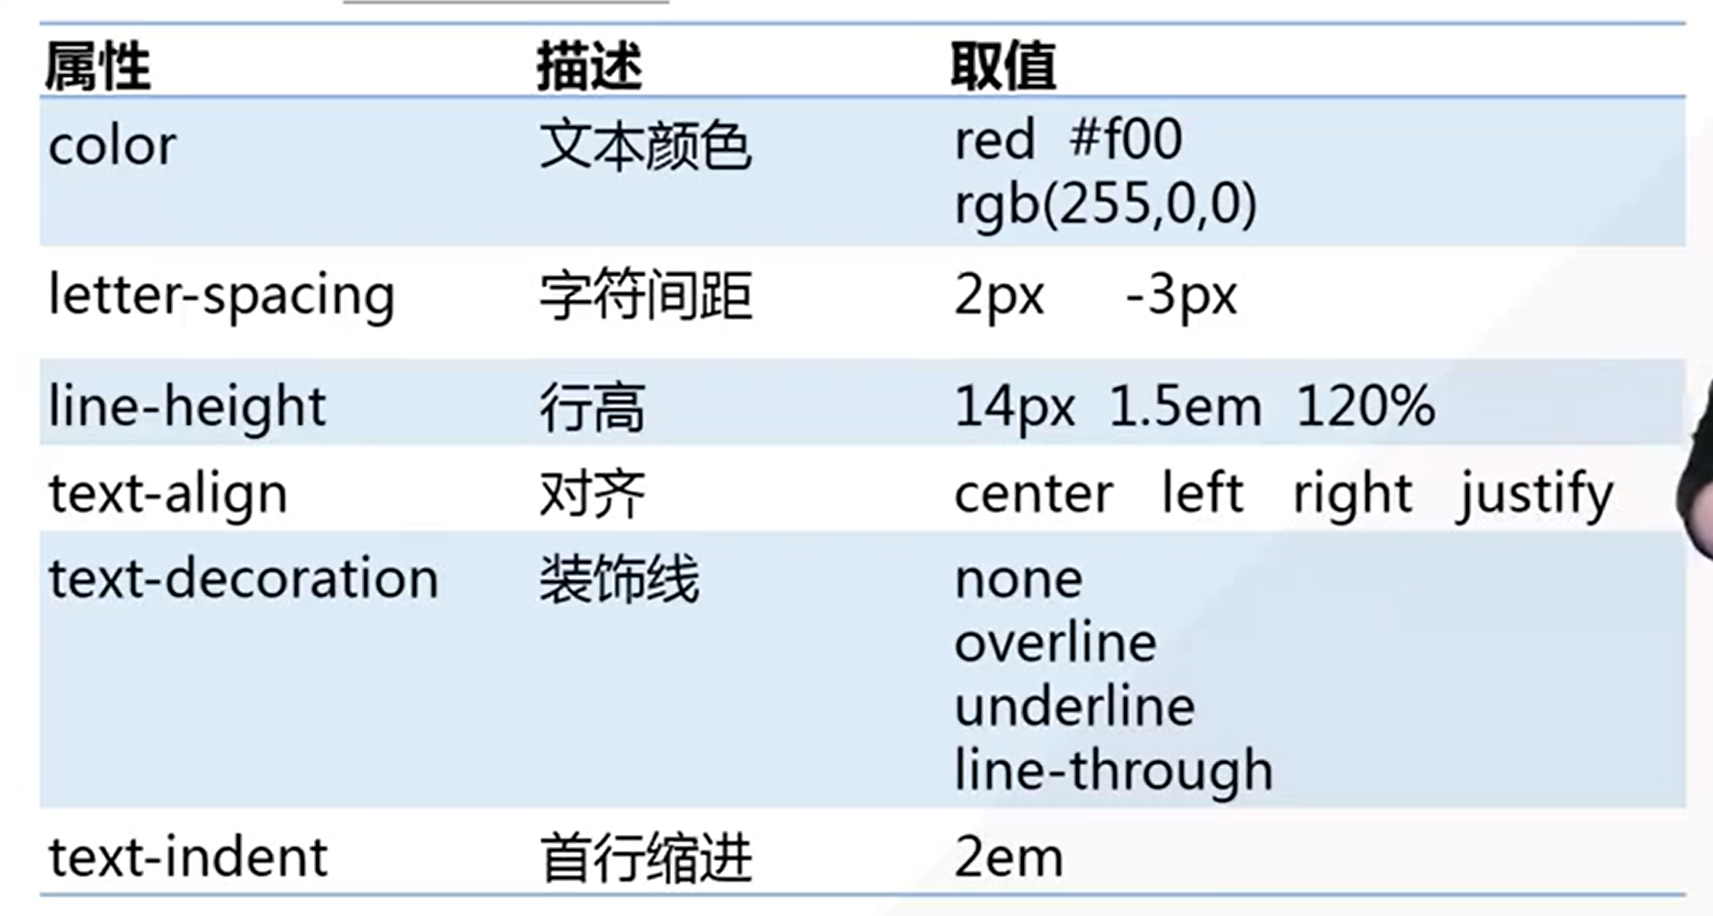 属性 描述 取值
color 文本颜色 red #f00
rgb(255,0,0)
letter-spacing 字符间距 2px -3px
line-height 行高 14px 1.5em 120%
text-align 对齐 center left right justify
text-decoration 装饰线 none
overline
underline
line-through
text-indent 首行缩进 2em